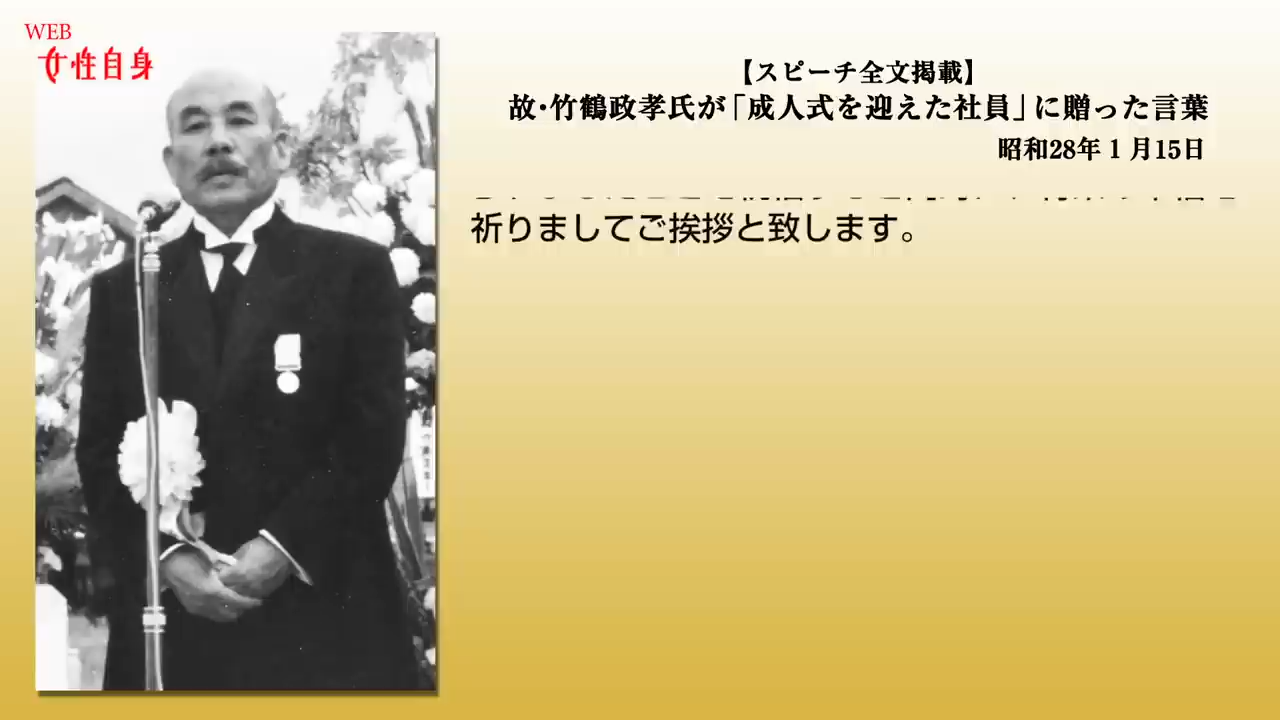 WEB
女性自身
【スピーチ全文掲載】
故・竹鶴政孝氏が「成人式を迎えた社員」に贈った言葉
昭和28年１月15日
祈りましてご挨拶と致します。